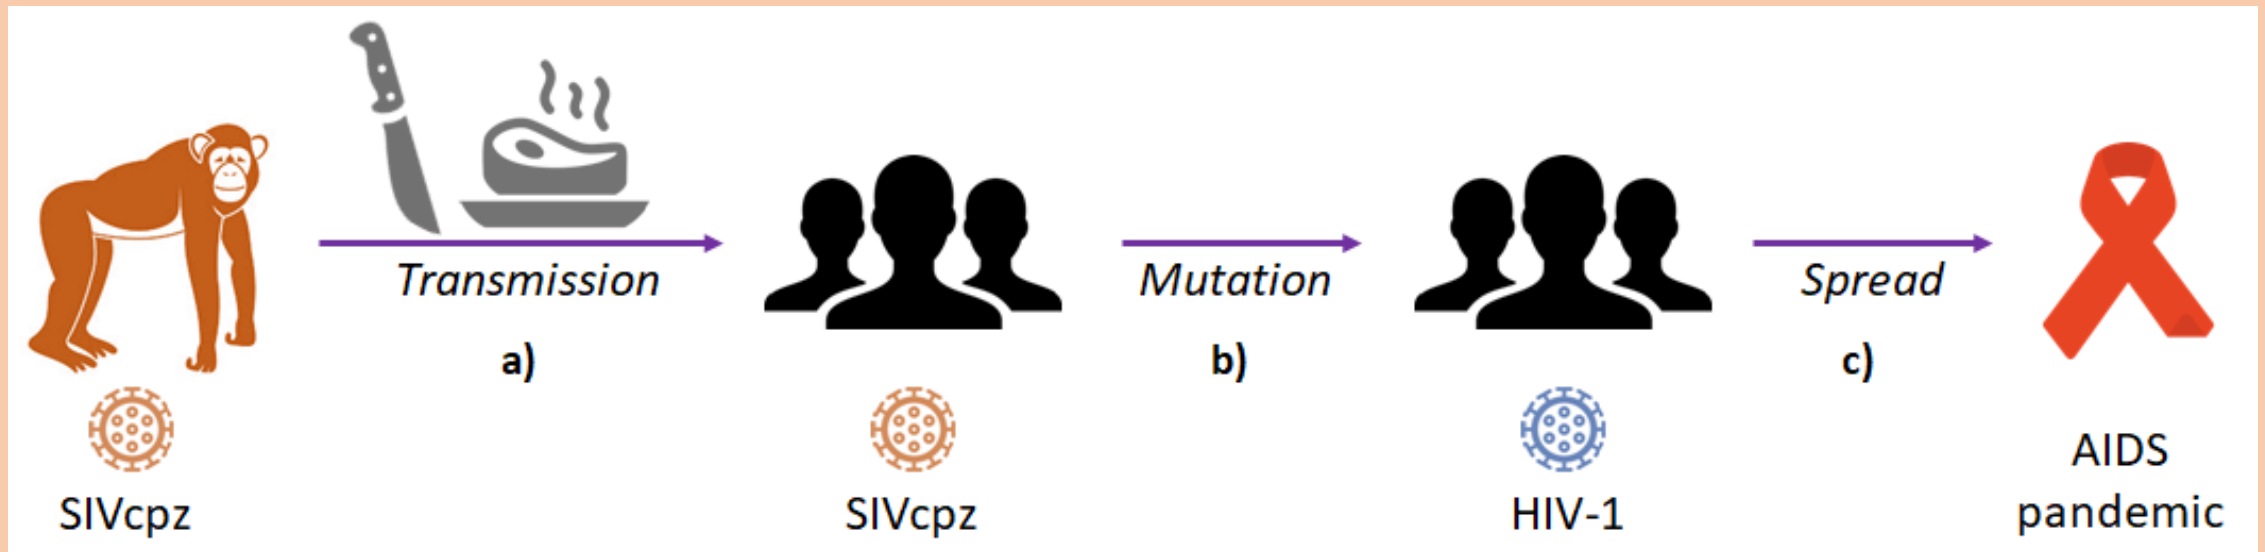 Transmission
Mutation
Spread
a)
b)
c)
SIVcpz
SIVcpz
HIV-1
AIDS
pandemic